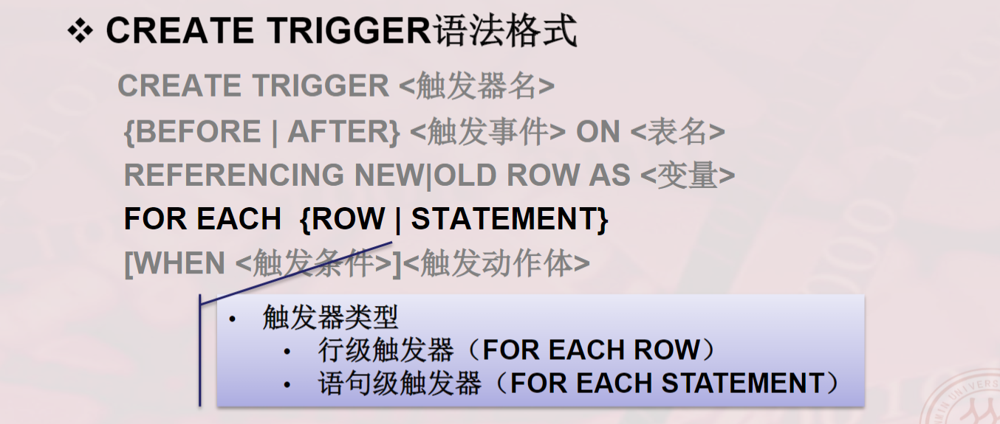 ❖ CREATE TRIGGER语法格式
CREATE TRIGGER <触发器名>
{BEFORE | AFTER} <触发事件> ON <表名>
REFERENCING NEW|OLD ROW AS <变量>
FOR EACH {ROW | STATEMENT}
[WHEN <触发条件>]<触发动作体>
• 触发器类型
• 行级触发器（FOR EACH ROW）
• 语句级触发器（FOR EACH STATEMENT）